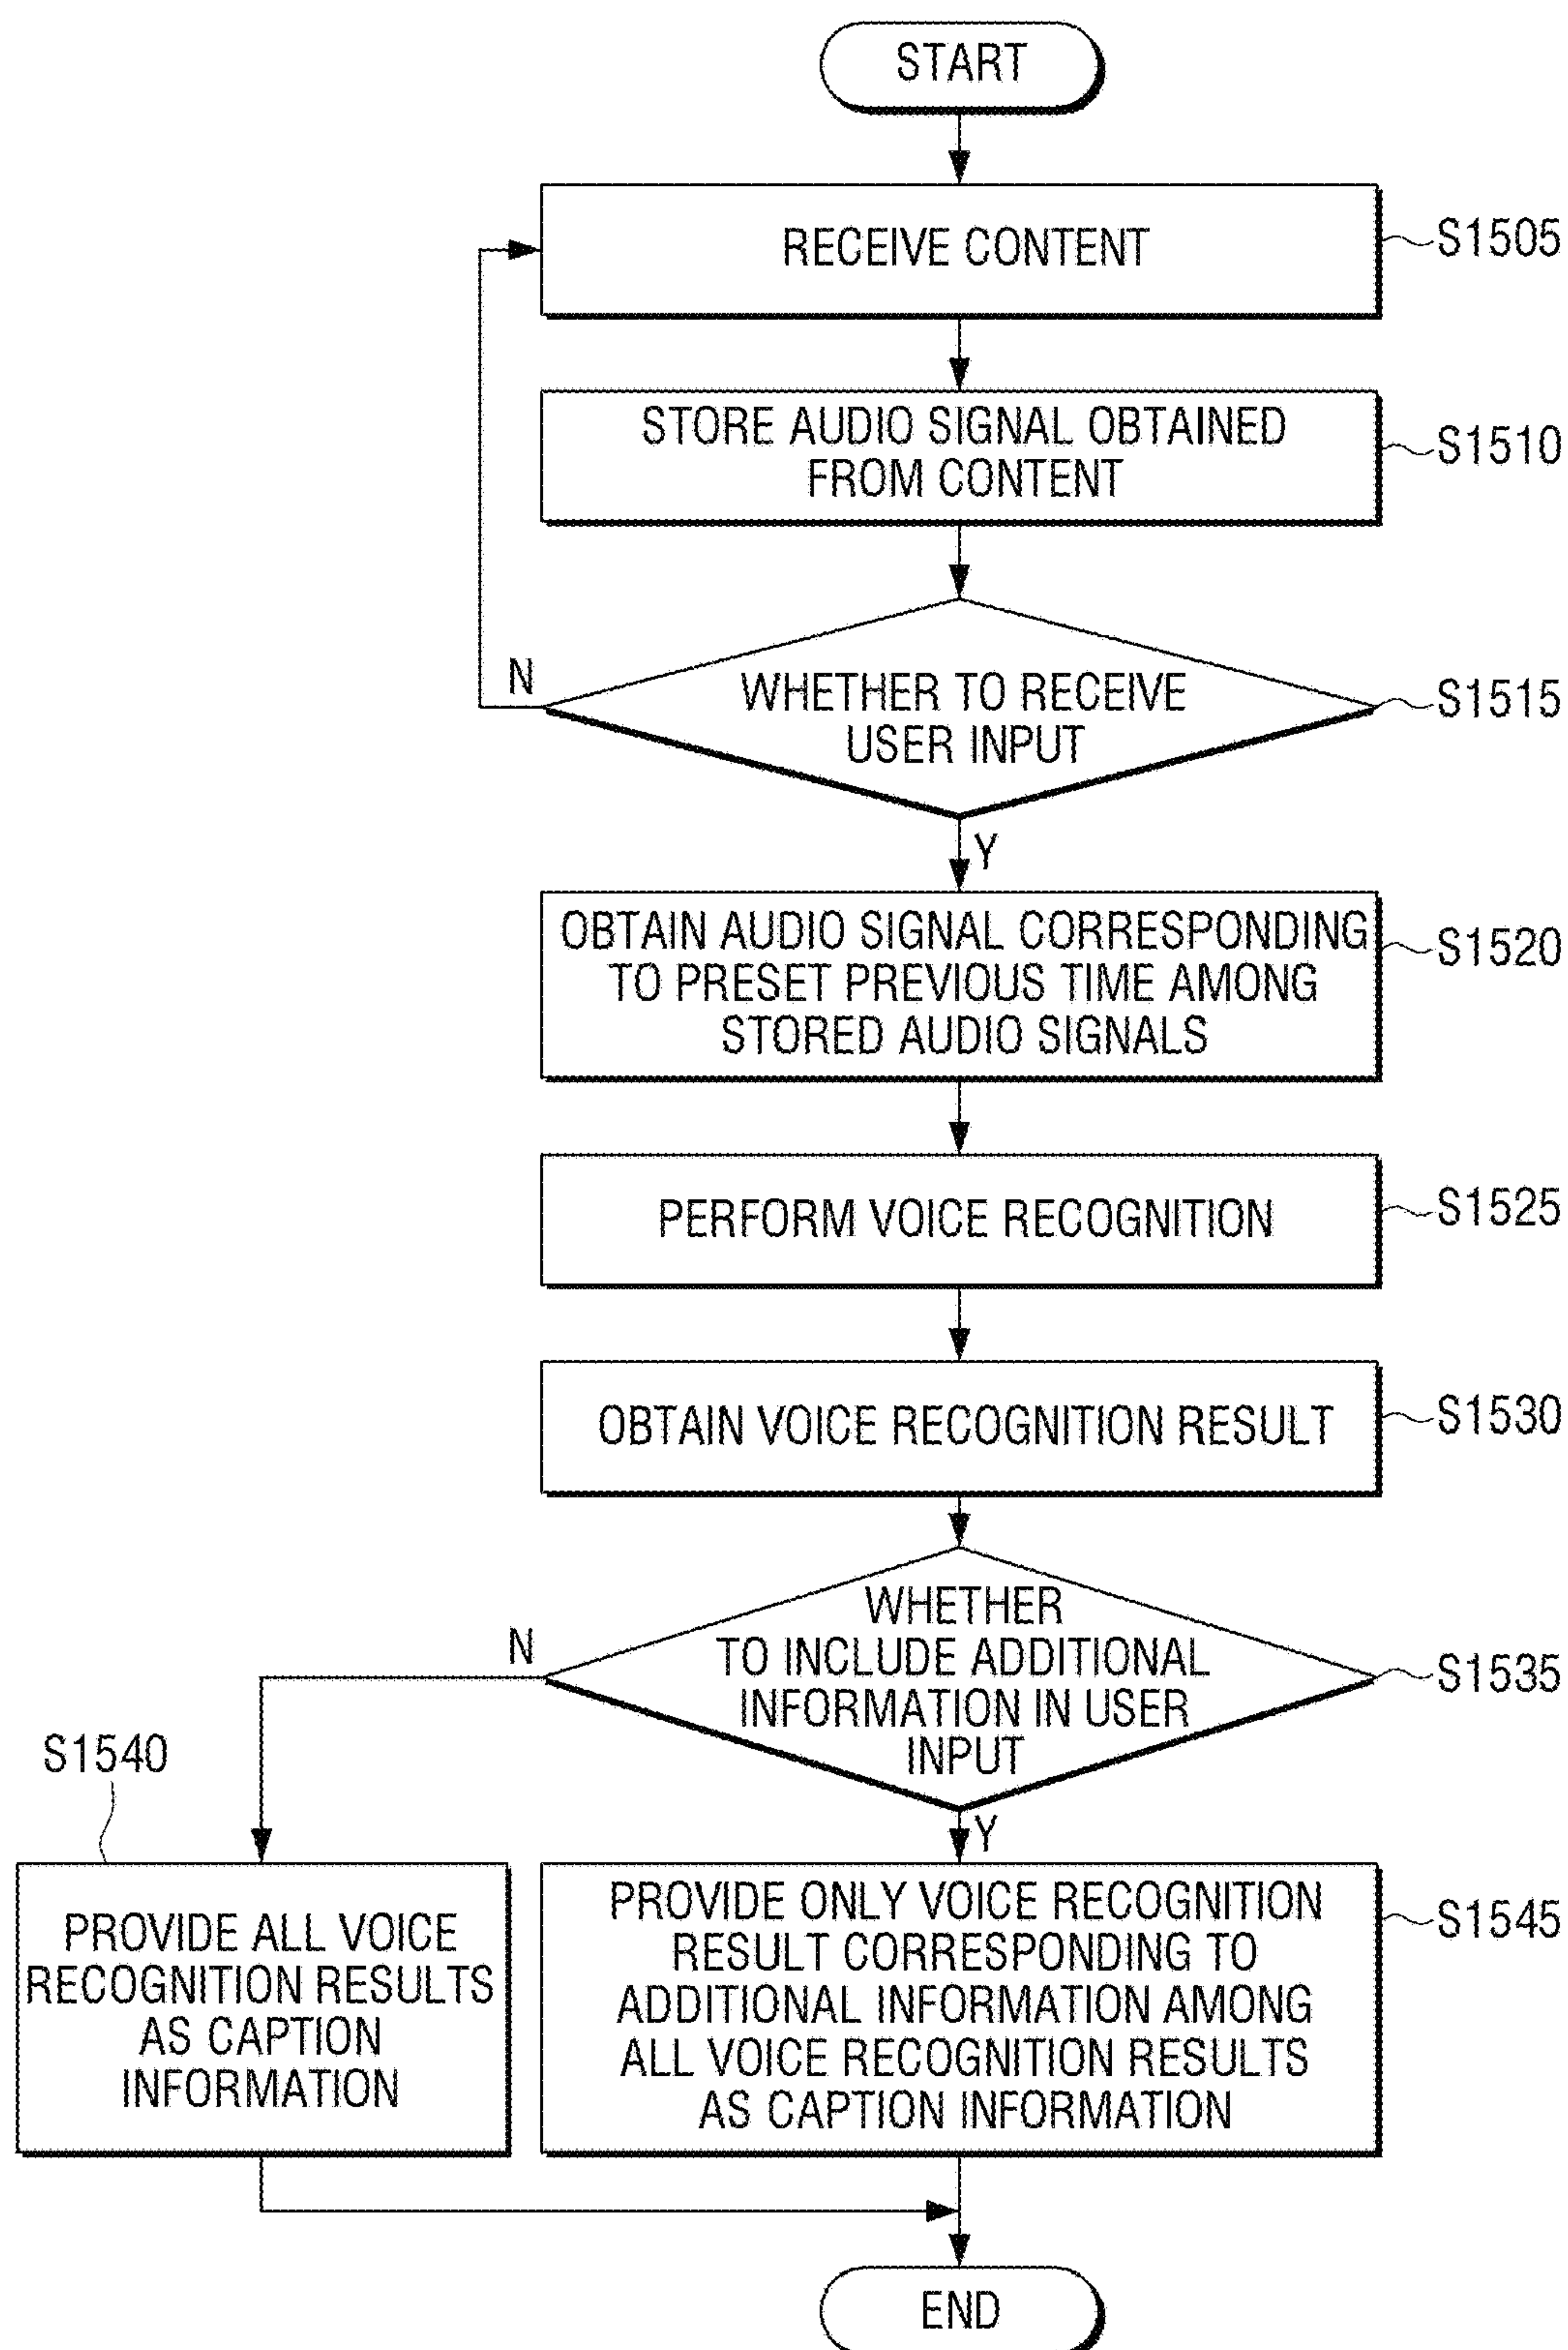 START
RECEIVE CONTENT
S1505
STORE AUDIO SIGNAL OBTAINED
FROM CONTENT
S1510
N
WHETHER TO RECEIVE
USER INPUT
S1515
Y
OBTAIN AUDIO SIGNAL CORRESPONDING
TO PRESET PREVIOUS TIME AMONG
STORED AUDIO SIGNALS
S1520
PERFORM VOICE RECOGNITION
S1525
OBTAIN VOICE RECOGNITION RESULT
S1530
N
WHETHER
TO INCLUDE ADDITIONAL
INFORMATION IN USER
INPUT
S1535
S1540
Y
PROVIDE ALL VOICE
RECOGNITION RESULTS
AS CAPTION
INFORMATION
PROVIDE ONLY VOICE RECOGNITION
RESULT CORRESPONDING TO
ADDITIONAL INFORMATION AMONG
ALL VOICE RECOGNITION RESULTS
AS CAPTION INFORMATION
S1545
END